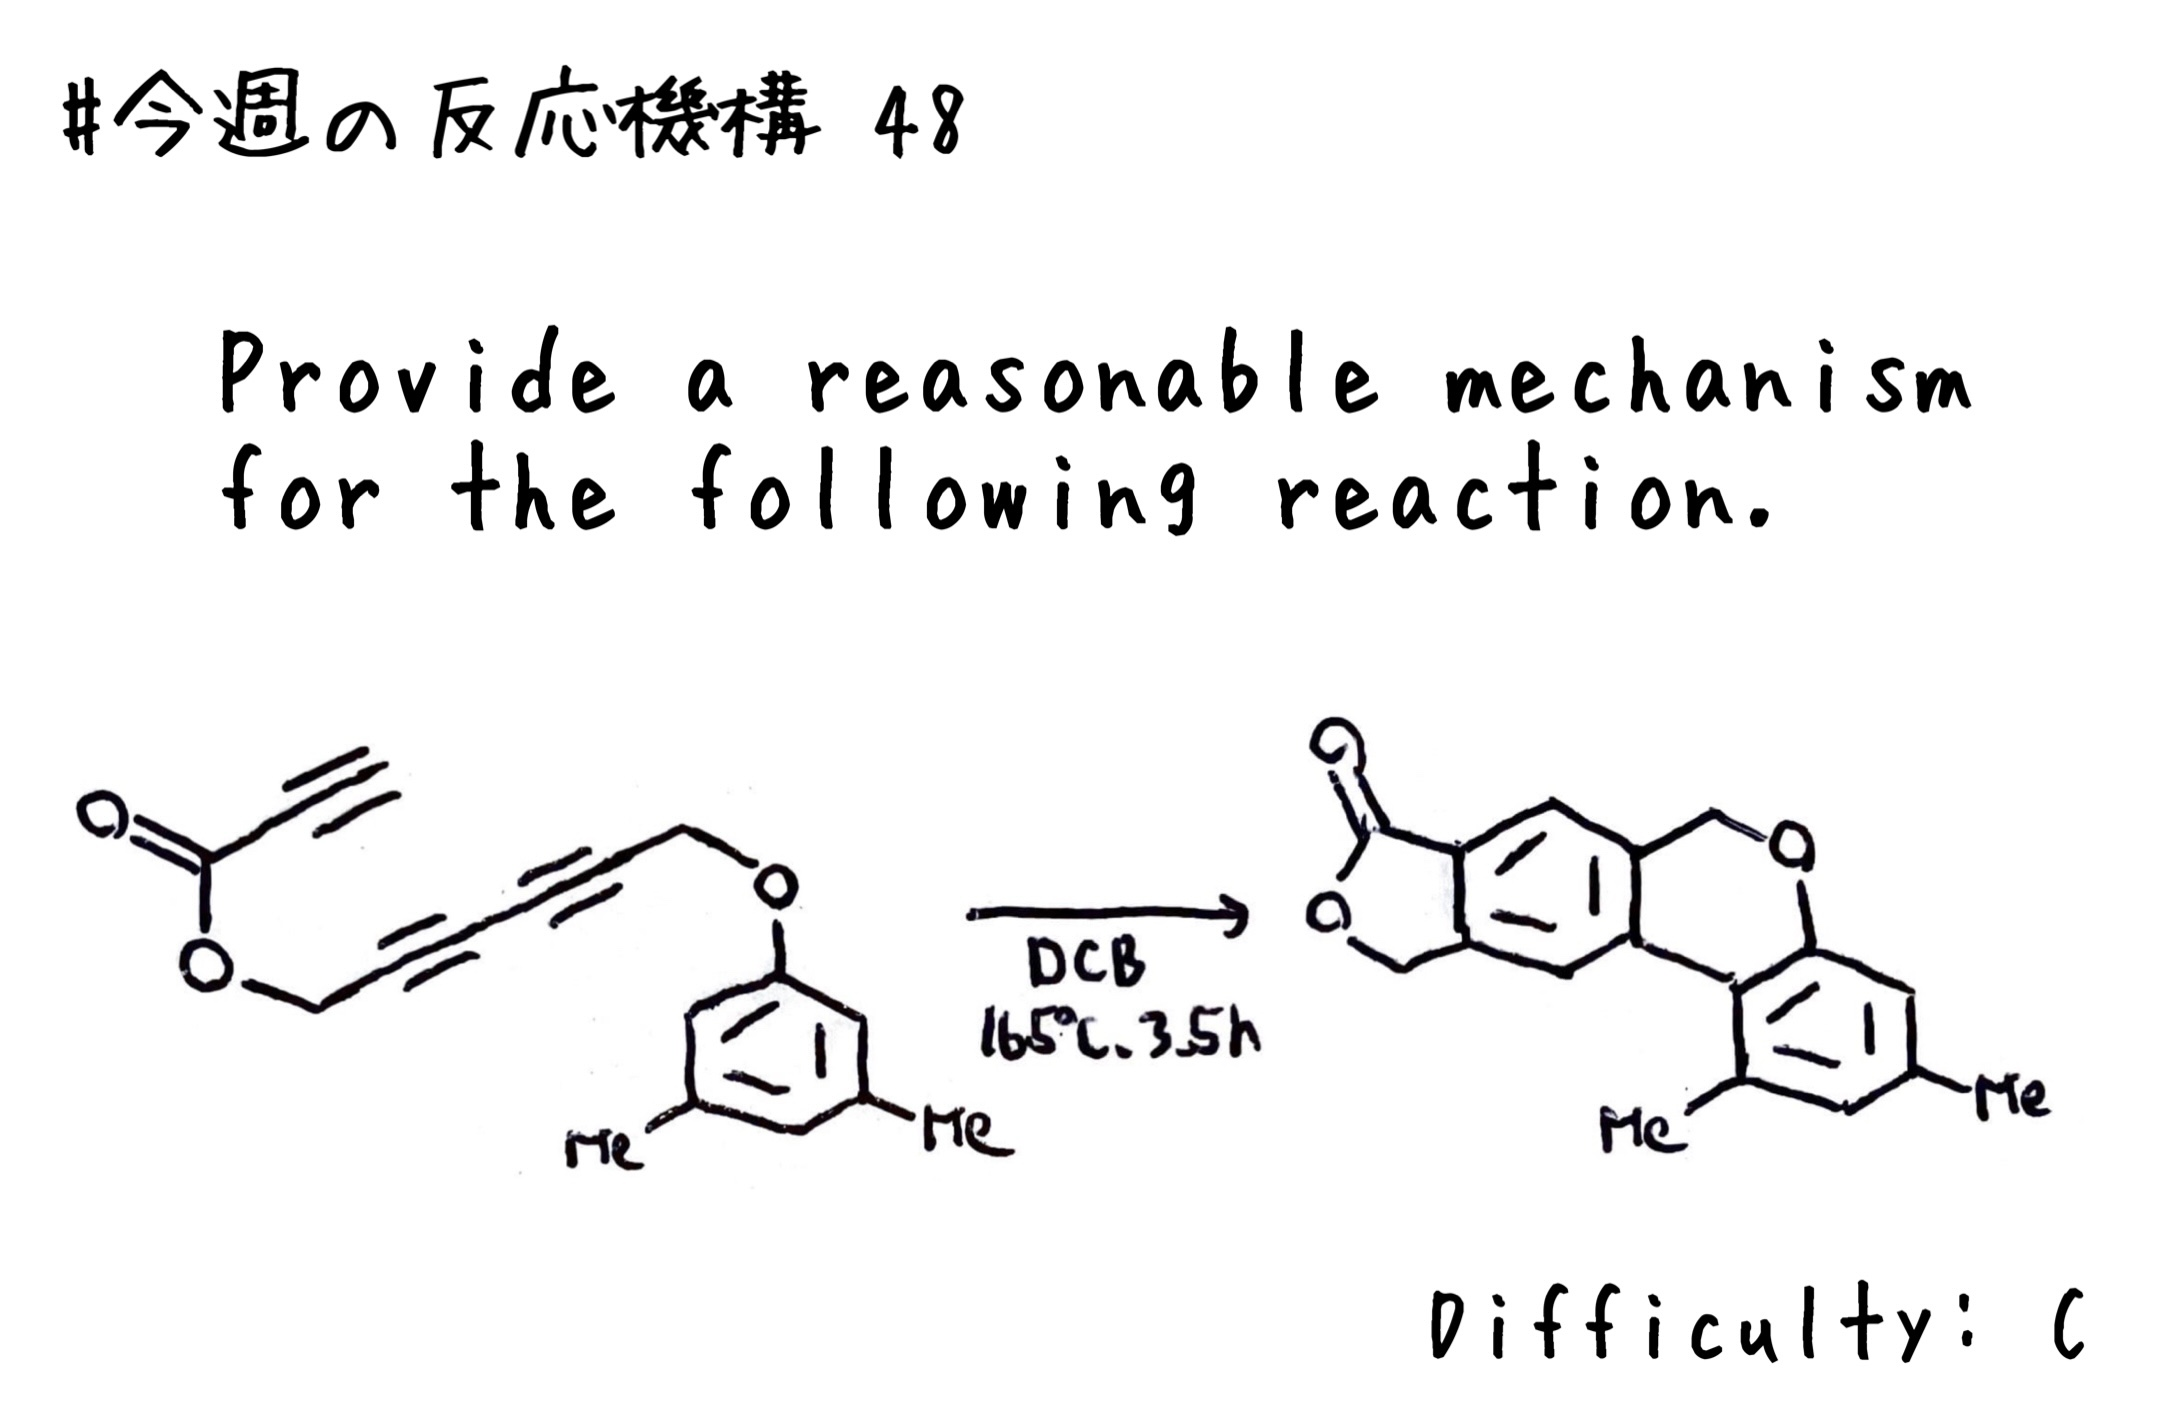 #今週の反応機構 48
Provide a reasonable mechanism
for the following reaction.
O
O
O
Me
Me
DCB
165℃. 3.5h
O
O
O
Me
Me
Difficulty: C